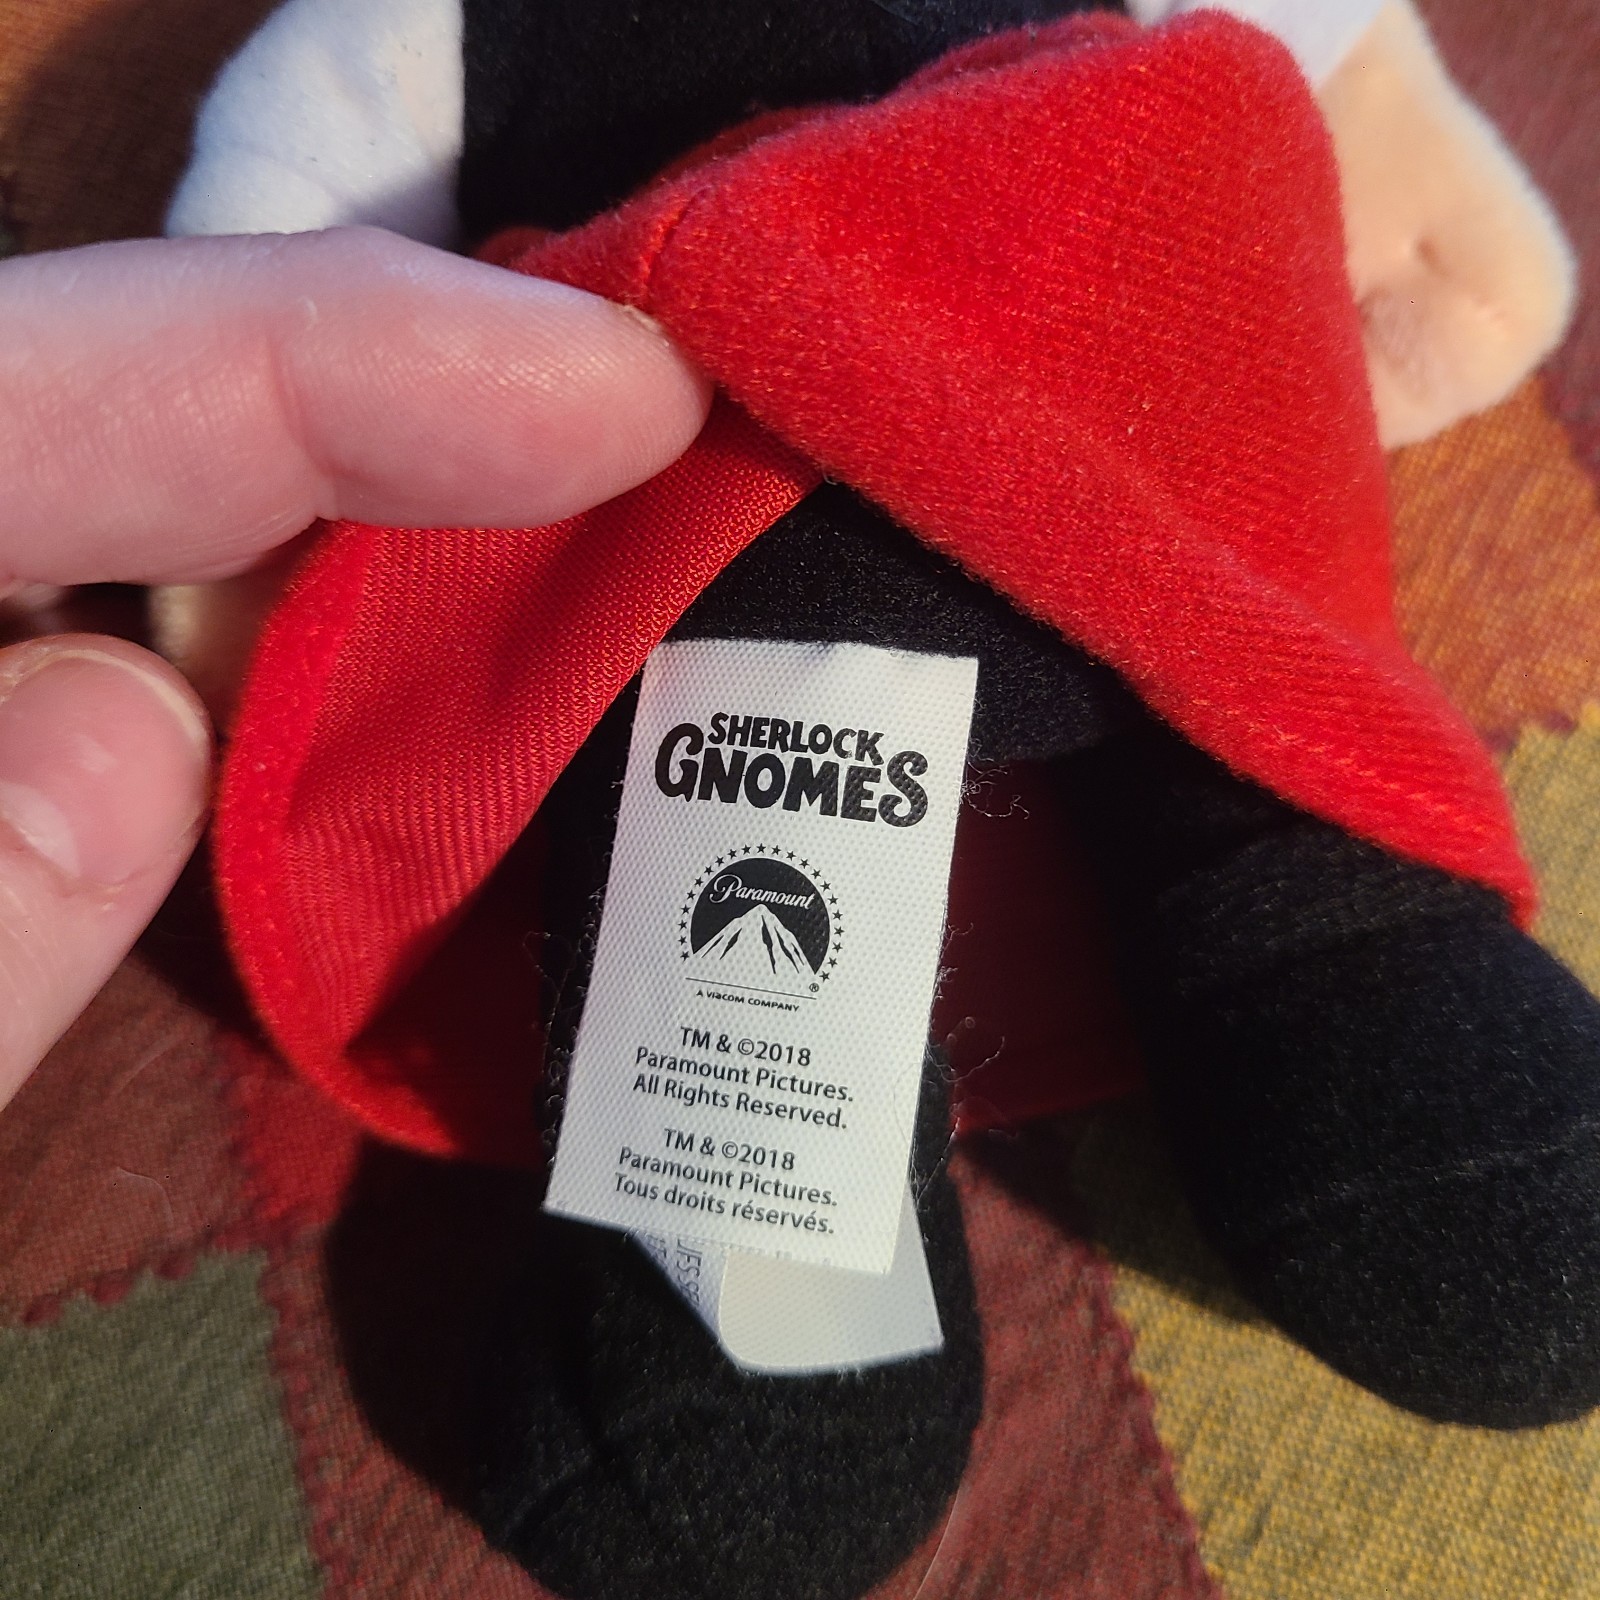 SHERLOCK
GNOMES
Paramount
®
A VIACOM COMPANY
TM & ©2018
Paramount Pictures.
All Rights Reserved.
TM & ©2018
Paramount Pictures.
Tous droits réservés.